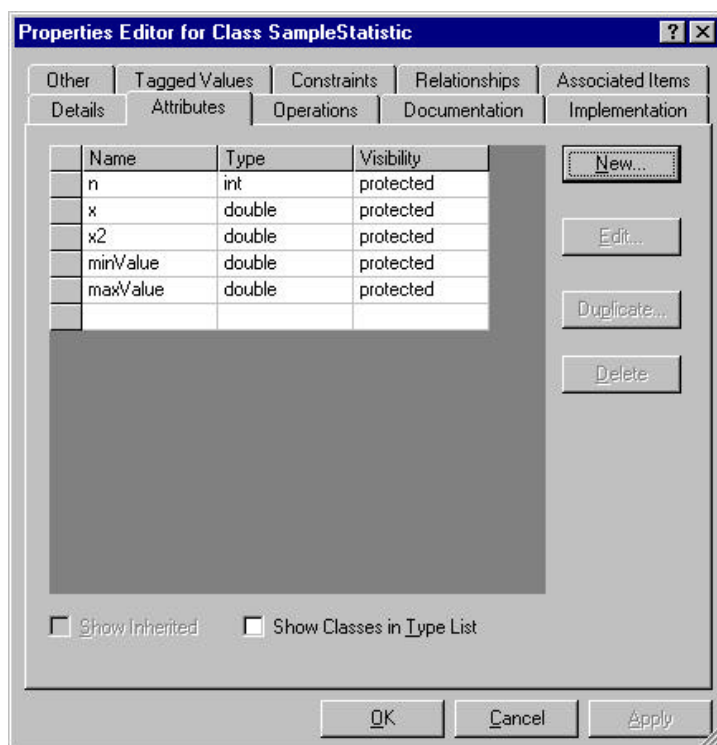 Properties Editor for Class SampleStatistic
Other Tagged Values Constraints Relationships Associated Items
Details Attributes Operations Documentation Implementation
Name Type Visibility
n int protected
x double protected
x2 double protected
minValue double protected
maxValue double protected
New...
Edit...
Duplicate...
Delete
Show Inherited Show Classes in Type List
OK Cancel Apply